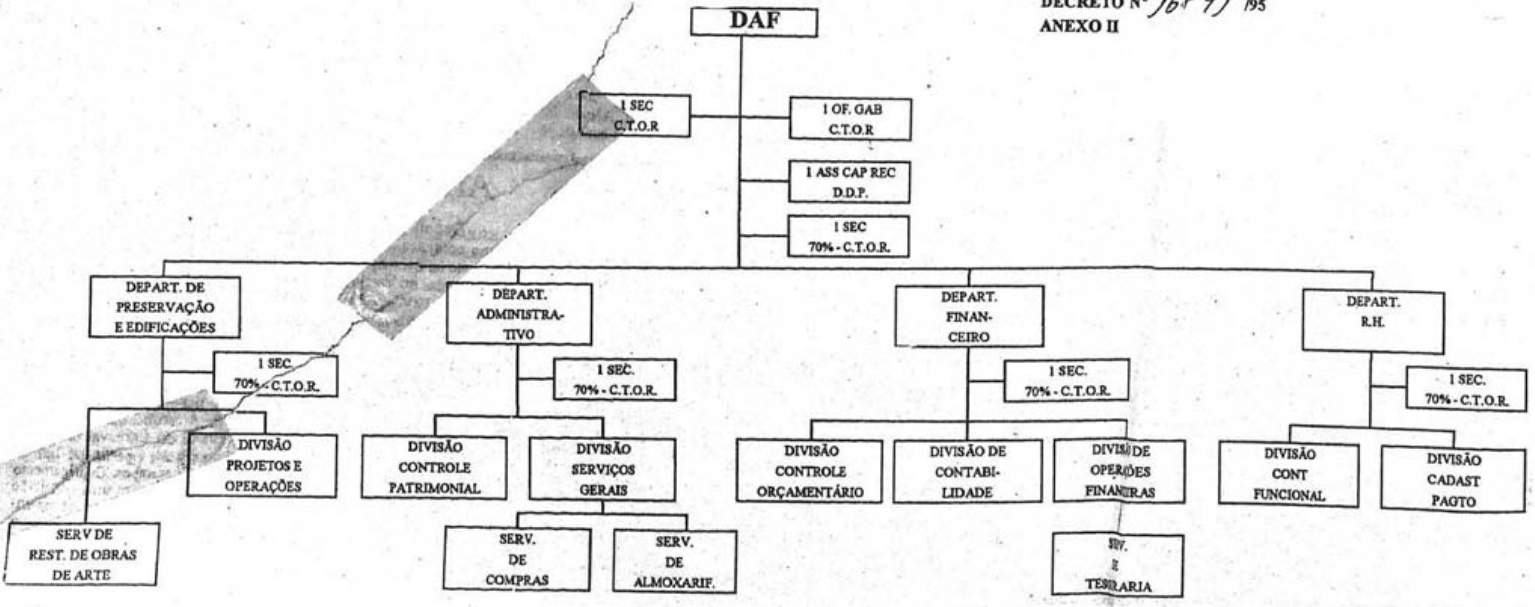 DECRETO Nº /95
ANEXO II
DAF
1 SEC
C.T.O.R
1 OF. GAB
C.T.O.R
1 ASS CAP REC
D.D.P.
1 SEC
70% - C.T.O.R.
DEPART. DE
PRESERVAÇÃO
E EDIFICAÇÕES
DEPART.
ADMINISTRA-
TIVO
DEPART.
FINAN-
CEIRO
DEPART.
R.H.
1 SEC.
70% - C.T.O.R.
1 SEC.
70% - C.T.O.R.
1 SEC.
70% - C.T.O.R.
1 SEC.
70% - C.T.O.R.
DIVISÃO
PROJETOS E
OPERAÇÕES
DIVISÃO
CONTROLE
PATRIMONIAL
DIVISÃO
SERVIÇOS
GERAIS
DIVISÃO
CONTROLE
ORÇAMENTÁRIO
DIVISÃO DE
CONTABI-
LIDADE
DIVISÃO DE
DIVISÃO
CONT
FUNCIONAL
DIVISÃO
CADAST
PAGTO
SERV DE
REST. DE OBRAS
DE ARTE
SERV.
DE
COMPRAS
SERV.
DE
ALMOXARIF.